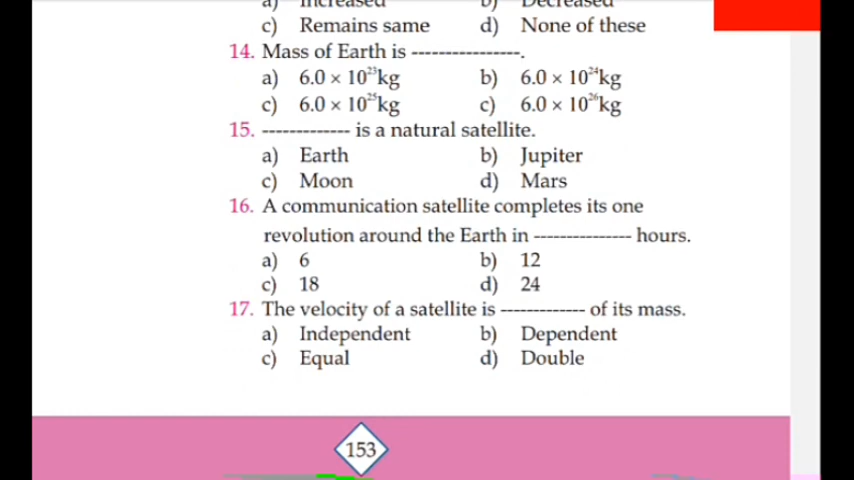 a) Increased b) Decreased
c) Remains same d) None of these
14. Mass of Earth is ----------------.
a) 6.0 × 10²³kg b) 6.0 × 10²⁴kg
c) 6.0 × 10²⁵kg c) 6.0 × 10²⁶kg
15. ------------- is a natural satellite.
a) Earth b) Jupiter
c) Moon d) Mars
16. A communication satellite completes its one
revolution around the Earth in --------------- hours.
a) 6 b) 12
c) 18 d) 24
17. The velocity of a satellite is ------------- of its mass.
a) Independent b) Dependent
c) Equal d) Double
153